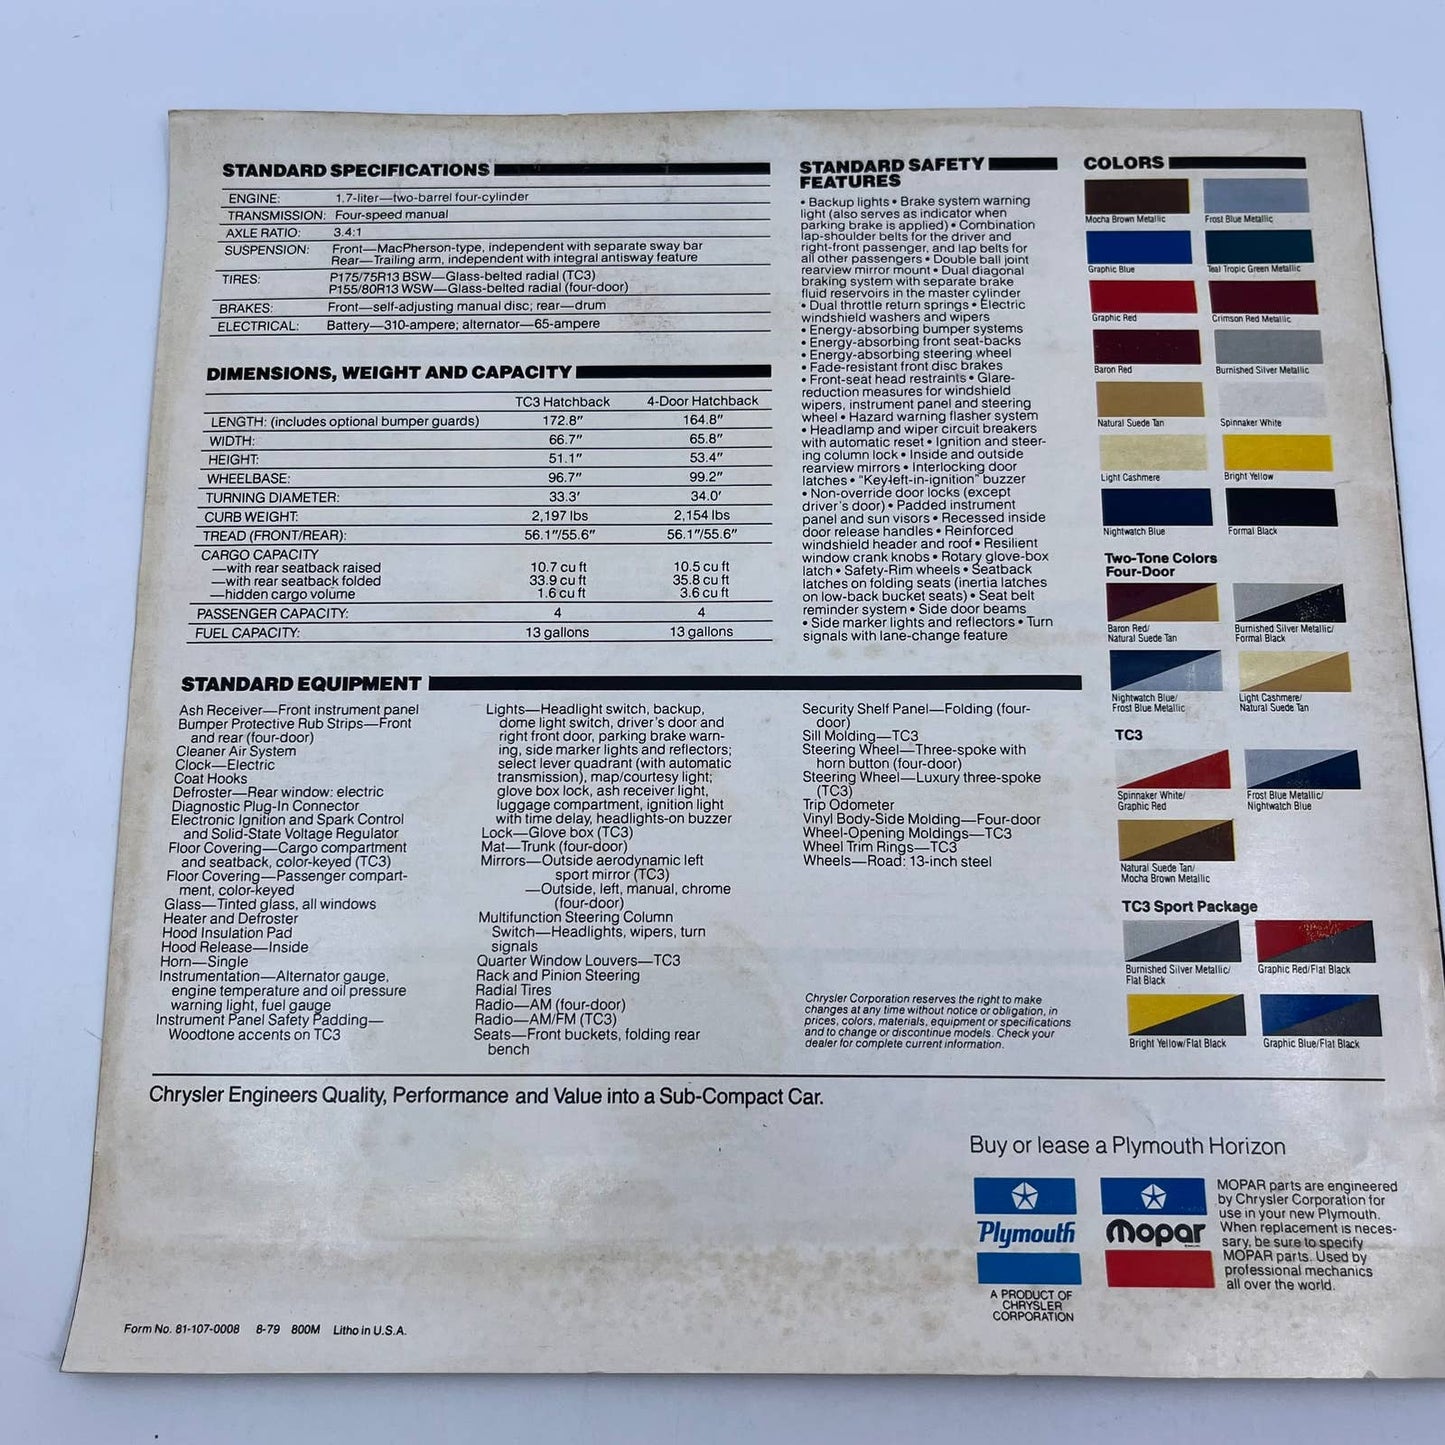 STANDARD SPECIFICATIONS
ENGINE: 1.7-liter—two-barrel four-cylinder
TRANSMISSION: Four-speed manual
AXLE RATIO: 3.4:1
SUSPENSION: Front—MacPherson-type, independent with separate sway bar
Rear—Trailing arm, independent with integral antisway feature
TIRES: P175/75R13 BSW—Glass-belted radial (TC3)
P155/80R13 WSW—Glass-belted radial (four-door)
BRAKES: Front—self-adjusting manual disc; rear—drum
ELECTRICAL: Battery—310-ampere; alternator—65-ampere
DIMENSIONS, WEIGHT AND CAPACITY
TC3 Hatchback 4-Door Hatchback
LENGTH: (includes optional bumper guards) 172.8" 164.8"
WIDTH: 66.7" 65.8"
HEIGHT: 51.1" 53.4"
WHEELBASE: 96.7" 99.2"
TURNING DIAMETER: 33.3' 34.0'
CURB WEIGHT: 2,197 lbs 2,154 lbs
TREAD (FRONT/REAR): 56.1"/55.6" 56.1"/55.6"
CARGO CAPACITY
—with rear seatback raised 10.7 cu ft 10.5 cu ft
—with rear seatback folded 33.9 cu ft 35.8 cu ft
—hidden cargo volume 1.6 cu ft 3.6 cu ft
PASSENGER CAPACITY: 4 4
FUEL CAPACITY: 13 gallons 13 gallons
STANDARD SAFETY
FEATURES
• Backup lights • Brake system warning
light (also serves as indicator when
parking brake is applied) • Combination
lap-shoulder belts for the driver and
right-front passenger, and lap belts for
all other passengers • Double ball joint
rearview mirror mount • Dual diagonal
braking system with separate brake
fluid reservoirs in the master cylinder
• Dual throttle return springs • Electric
windshield washers and wipers
• Energy-absorbing bumper systems
• Energy-absorbing front seat-backs
• Energy-absorbing steering wheel
• Fade-resistant front disc brakes
• Front-seat head restraints • Glare-
reduction measures for windshield
wipers, instrument panel and steering
wheel • Hazard warning flasher system
• Headlamp and wiper circuit breakers
with automatic reset • Ignition and steer-
ing column lock • Inside and outside
rearview mirrors • Interlocking door
latches • "Key-left-in-ignition" buzzer
• Non-override door locks (except
driver's door) • Padded instrument
panel and sun visors • Recessed inside
door release handles • Reinforced
windshield header and roof • Resilient
window crank knobs • Rotary glove-box
latch • Safety-Rim wheels • Seatback
latches on folding seats (inertia latches
on low-back bucket seats) • Seat belt
reminder system • Side door beams
• Side marker lights and reflectors • Turn
signals with lane-change feature
COLORS
Mocha Brown Metallic Frost Blue Metallic
Graphic Blue Teal Tropic Green Metallic
Graphic Red Crimson Red Metallic
Baron Red Burnished Silver Metallic
Natural Suede Tan Spinnaker White
Light Cashmere Bright Yellow
Nightwatch Blue Formal Black
Two-Tone Colors
Four-Door
Baron Red/
Natural Suede Tan
Burnished Silver Metallic/
Formal Black
Nightwatch Blue/
Frost Blue Metallic
Light Cashmere/
Natural Suede Tan
TC3
Spinnaker White/
Graphic Red
Frost Blue Metallic/
Nightwatch Blue
Natural Suede Tan/
Mocha Brown Metallic
TC3 Sport Package
Burnished Silver Metallic/
Flat Black
Graphic Red/Flat Black
Bright Yellow/Flat Black
Graphic Blue/Flat Black
STANDARD EQUIPMENT
Ash Receiver—Front instrument panel
Bumper Protective Rub Strips—Front
and rear (four-door)
Cleaner Air System
Clock—Electric
Coat Hooks
Defroster—Rear window: electric
Diagnostic Plug-In Connector
Electronic Ignition and Spark Control
and Solid-State Voltage Regulator
Floor Covering—Cargo compartment
and seatback, color-keyed (TC3)
Floor Covering—Passenger compart-
ment, color-keyed
Glass—Tinted glass, all windows
Heater and Defroster
Hood Insulation Pad
Hood Release—Inside
Horn—Single
Instrumentation—Alternator gauge,
engine temperature and oil pressure
warning light, fuel gauge
Instrument Panel Safety Padding—
Woodtone accents on TC3
Lights—Headlight switch, backup,
dome light switch, driver's door and
right front door, parking brake warn-
ing, side marker lights and reflectors;
select lever quadrant (with automatic
transmission), map/courtesy light;
glove box lock, ash receiver light,
luggage compartment, ignition light
with time delay, headlights-on buzzer
Lock—Glove box (TC3)
Mat—Trunk (four-door)
Mirrors—Outside aerodynamic left
sport mirror (TC3)
—Outside, left, manual, chrome
(four-door)
Multifunction Steering Column
Switch—Headlights, wipers, turn
signals
Quarter Window Louvers—TC3
Rack and Pinion Steering
Radial Tires
Radio—AM (four-door)
Radio—AM/FM (TC3)
Seats—Front buckets, folding rear
bench
Security Shelf Panel—Folding (four-
door)
Sill Molding—TC3
Steering Wheel—Three-spoke with
horn button (four-door)
Steering Wheel—Luxury three-spoke
(TC3)
Trip Odometer
Vinyl Body-Side Molding—Four-door
Wheel-Opening Moldings—TC3
Wheel Trim Rings—TC3
Wheels—Road: 13-inch steel
Chrysler Corporation reserves the right to make
changes at any time without notice or obligation, in
prices, colors, materials, equipment or specifications
and to change or discontinue models. Check your
dealer for complete current information.
Chrysler Engineers Quality, Performance and Value into a Sub-Compact Car.
Buy or lease a Plymouth Horizon
Plymouth
A PRODUCT OF
CHRYSLER
CORPORATION
Mopar
MOPAR parts are engineered
by Chrysler Corporation for
use in your new Plymouth.
When replacement is neces-
sary, be sure to specify
MOPAR parts. Used by
professional mechanics
all over the world.
Form No. 81-107-0008 8-79 800M Litho in U.S.A.